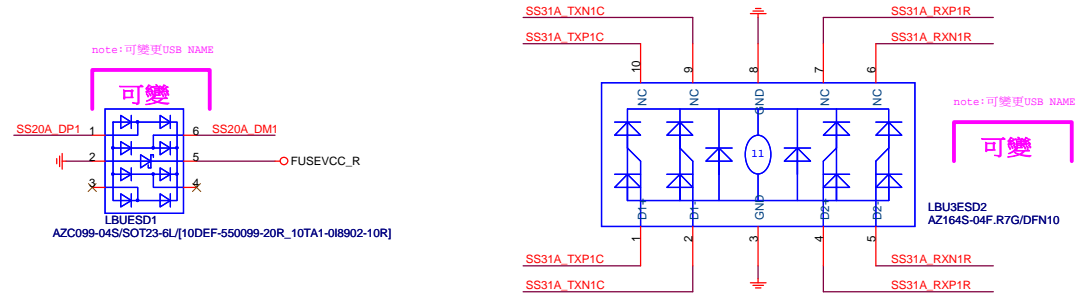 note:可變更USB NAME
可變
SS20A_DP1
1
6
SS20A_DM1
2
5
FUSEVCC_R
3
4
LBUESD1
AZC099-04S/SOT23-6L/[10DEF-550099-20R_10TA1-0I8902-10R]
SS31A_TXN1C
SS31A_RXP1R
SS31A_TXP1C
SS31A_RXN1R
10
9
8
7
6
NC
NC
GND
NC
NC
11
D1+
D1-
GND
D2+
D2-
1
2
3
4
5
SS31A_TXP1C
SS31A_RXN1R
SS31A_TXN1C
SS31A_RXP1R
note:可變更USB NAME
可變
LBU3ESD2
AZ164S-04F.R7G/DFN10